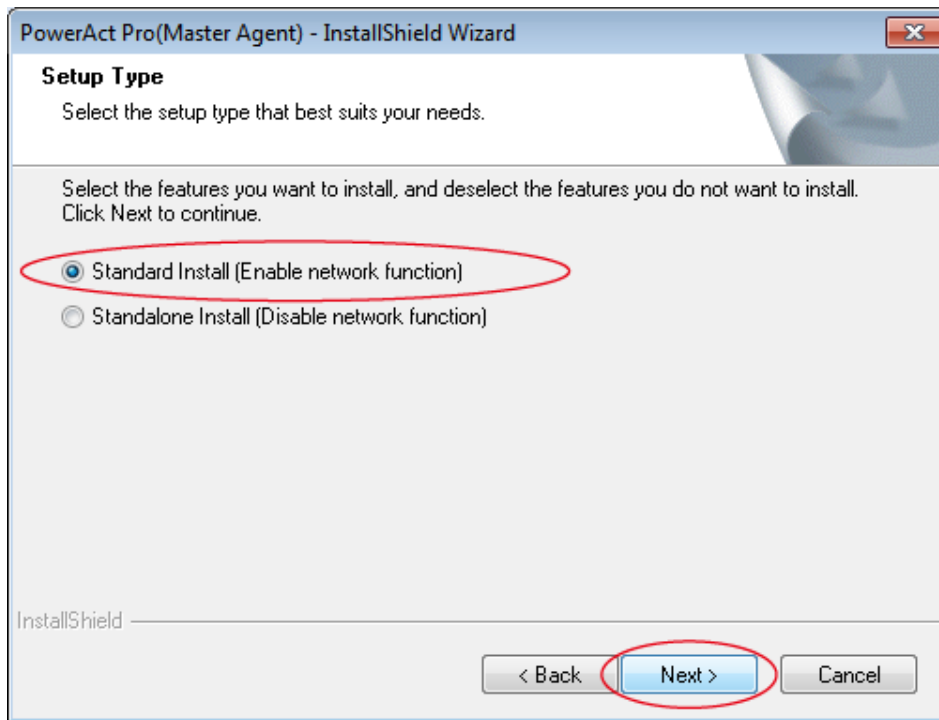 PowerAct Pro(Master Agent) - InstallShield Wizard
Setup Type
Select the setup type that best suits your needs.
Select the features you want to install, and deselect the features you do not want to install.
Click Next to continue.
Standard Install (Enable network function)
Standalone Install (Disable network function)
InstallShield
< Back
Next >
Cancel